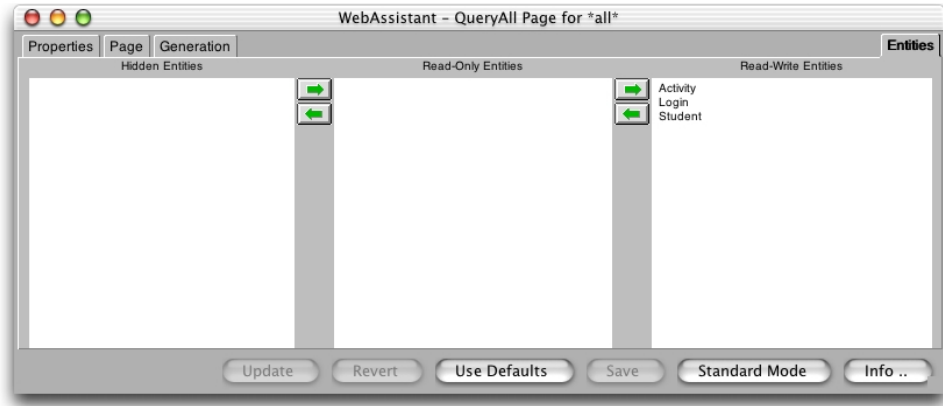 WebAssistant – QueryAll Page for *all*
Properties Page Generation Entities
Hidden Entities Read-Only Entities Read-Write Entities
Activity
Login
Student
Update Revert Use Defaults Save Standard Mode Info ..